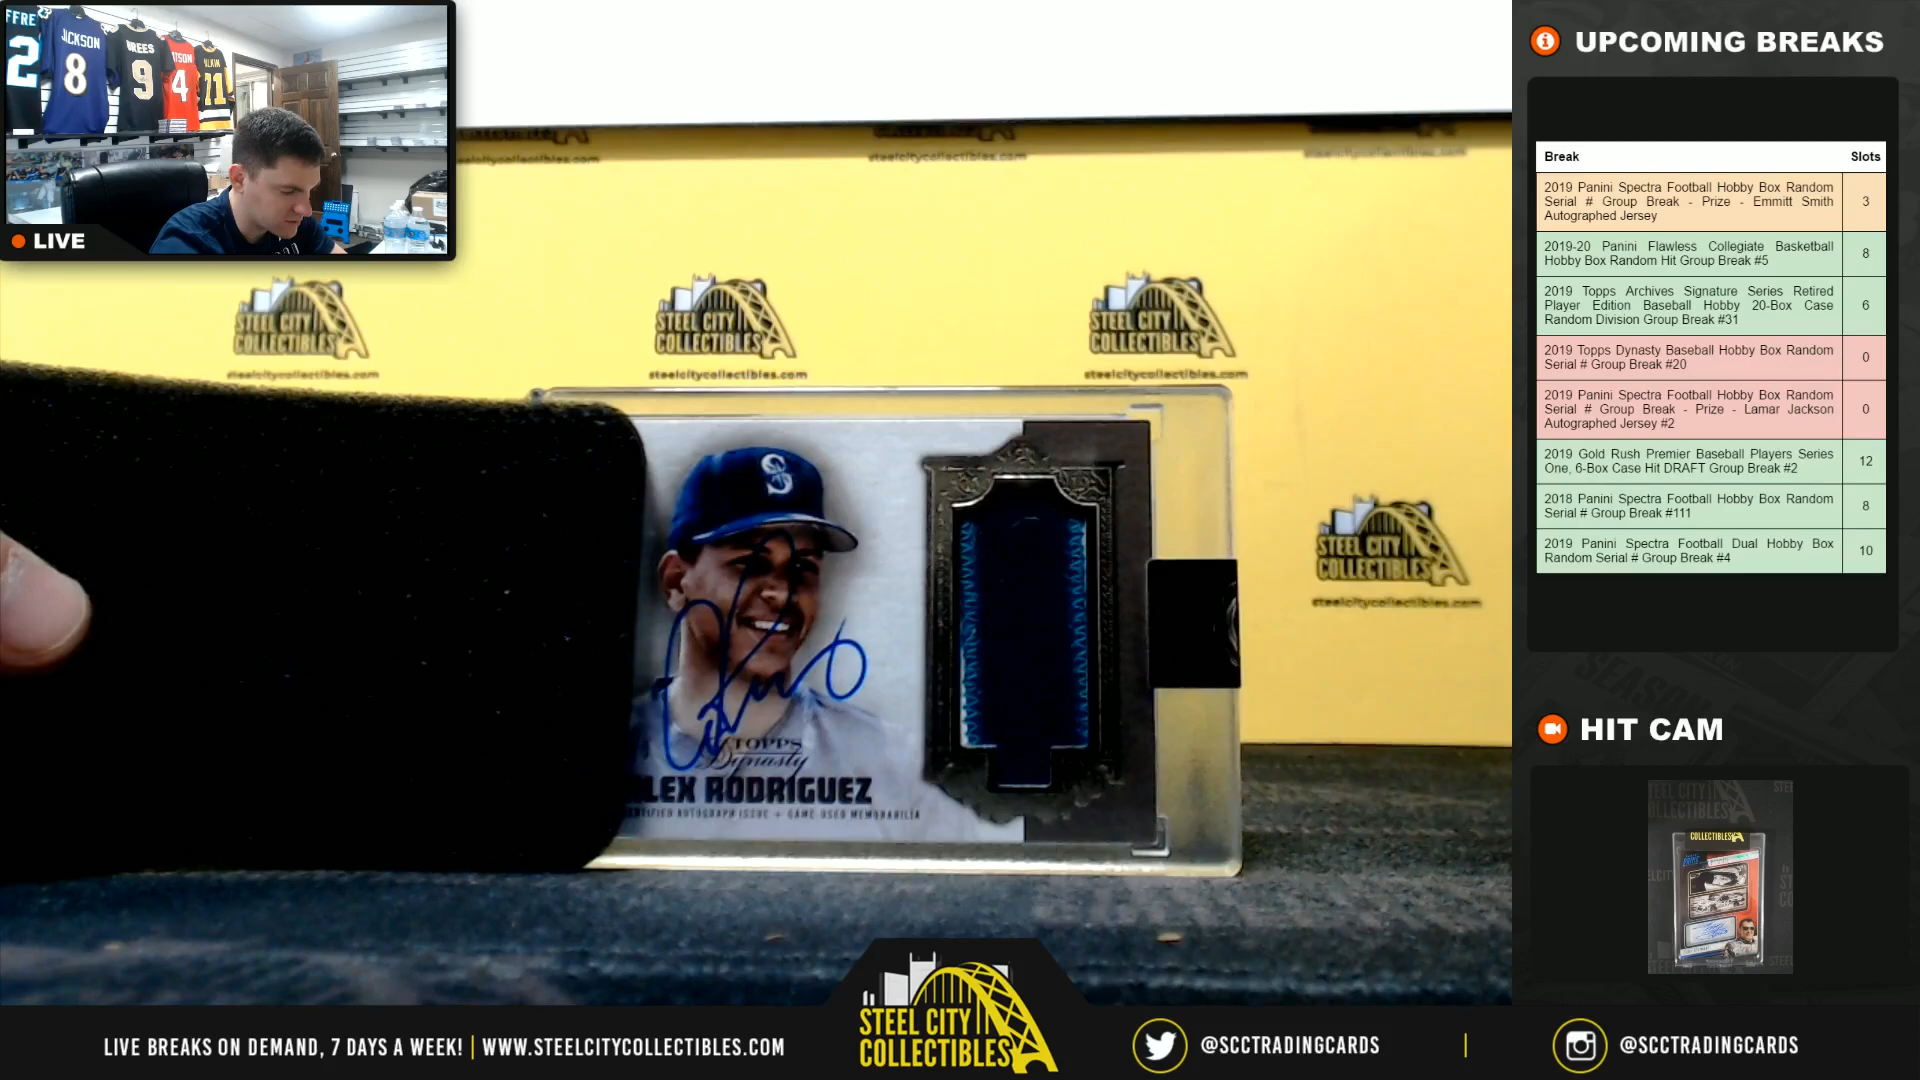 JACKSON
8
BREES
9
4
71
2
LIVE
STEEL CITY
COLLECTIBLES
steelcitycollectibles.com
STEEL CITY
COLLECTIBLES
steelcitycollectibles.com
STEEL CITY
COLLECTIBLES
steelcitycollectibles.com
STEEL CITY
COLLECTIBLES
steelcitycollectibles.com
S
TOPPS
Dynasty
LEX RODRIGUEZ
CERTIFIED AUTOGRAPH ISSUE + GAME-USED MEMORABILIA
UPCOMING BREAKS
Break Slots
2019 Panini Spectra Football Hobby Box Random
Serial # Group Break - Prize - Emmitt Smith
Autographed Jersey
3
2019-20 Panini Flawless Collegiate Basketball
Hobby Box Random Hit Group Break #5
8
2019 Topps Archives Signature Series Retired
Player Edition Baseball Hobby 20-Box Case
Random Division Group Break #31
6
2019 Topps Dynasty Baseball Hobby Box Random
Serial # Group Break #20
0
2019 Panini Spectra Football Hobby Box Random
Serial # Group Break - Prize - Lamar Jackson
Autographed Jersey #2
0
2019 Gold Rush Premier Baseball Players Series
One, 6-Box Case Hit DRAFT Group Break #2
12
2018 Panini Spectra Football Hobby Box Random
Serial # Group Break #111
8
2019 Panini Spectra Football Dual Hobby Box
Random Serial # Group Break #4
10
HIT CAM
COLLECTIBLES
LIVE BREAKS ON DEMAND, 7 DAYS A WEEK! | WWW.STEELCITYCOLLECTIBLES.COM
STEEL CITY
COLLECTIBLES
@SCCTRADINGCARDS
@SCCTRADINGCARDS